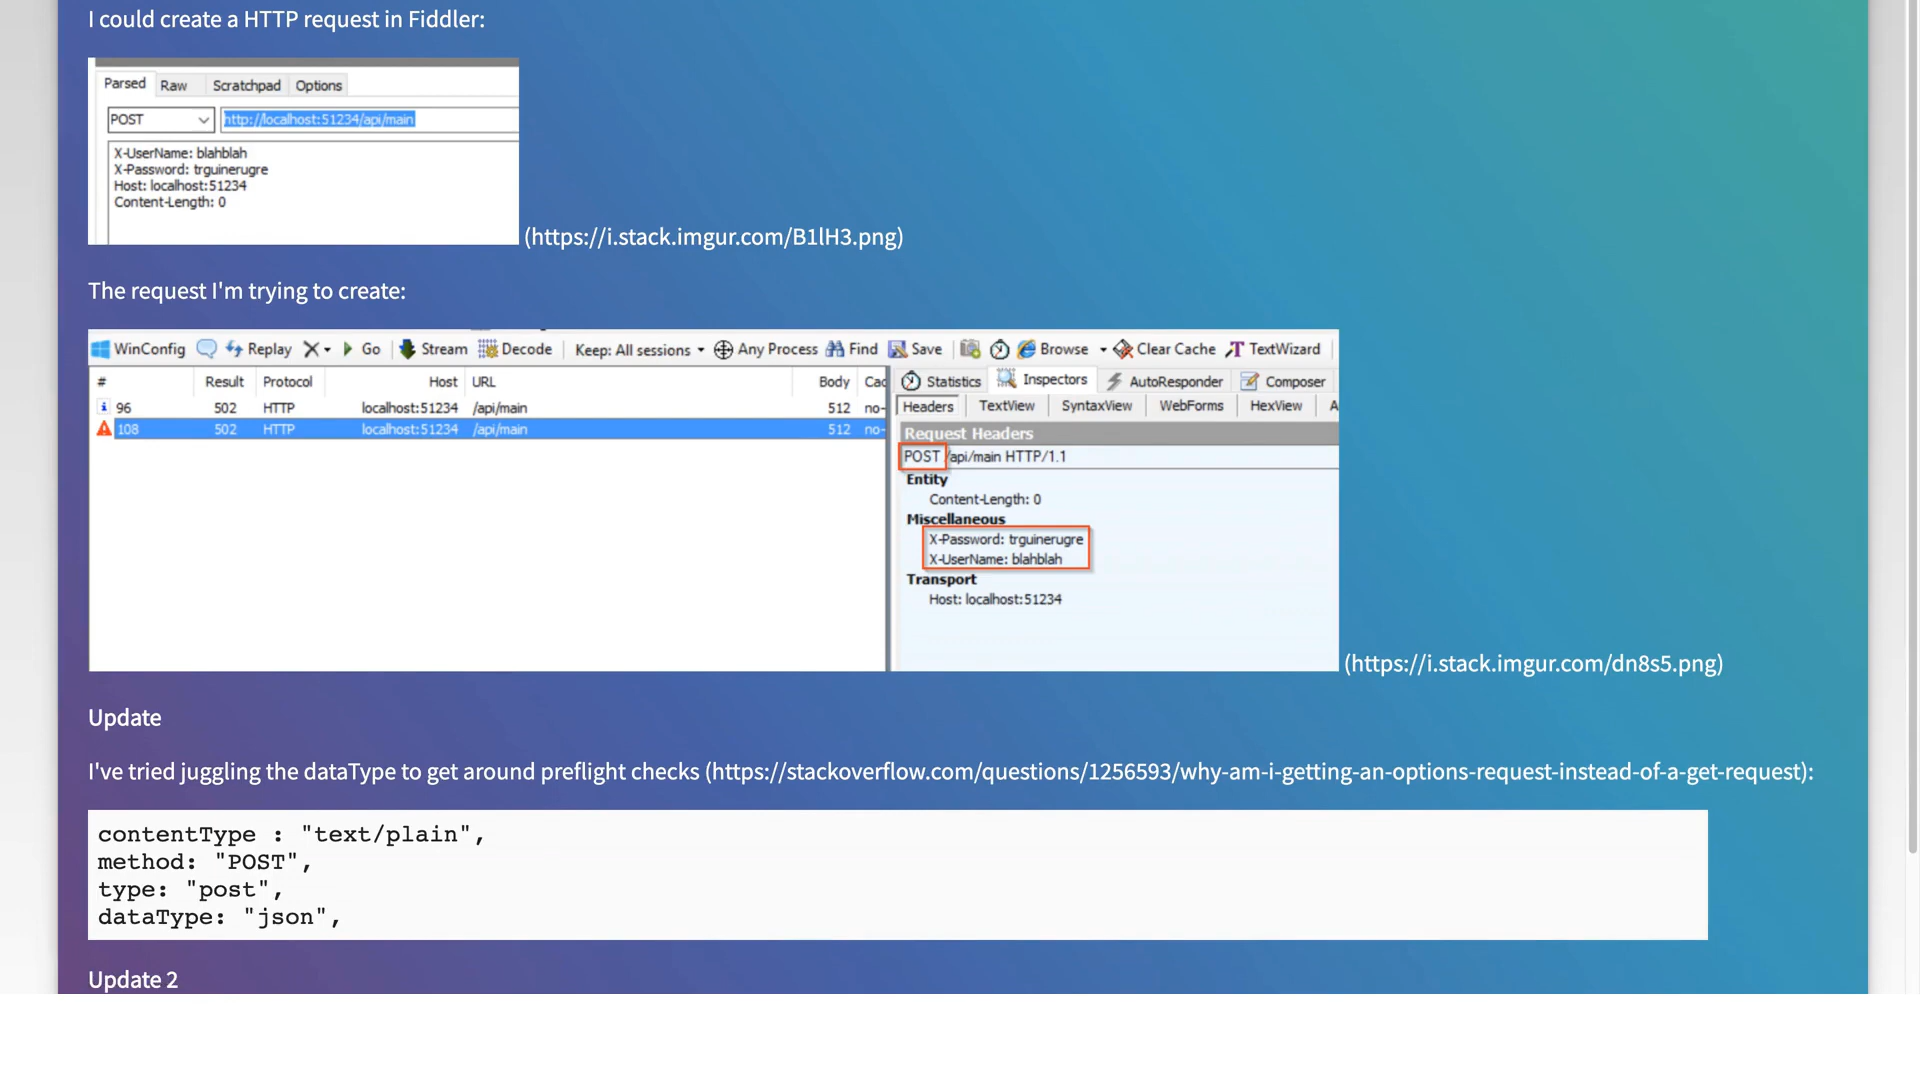 I could create a HTTP request in Fiddler:
Parsed Raw Scratchpad Options
POST http://localhost:51234/api/main
X-UserName: blahblah
X-Password: trguinerugre
Host: localhost:51234
Content-Length: 0
(https://i.stack.imgur.com/B1lH3.png)
The request I'm trying to create:
WinConfig Replay Go Stream Decode Keep: All sessions Any Process Find Save Browse Clear Cache TextWizard
# Result Protocol Host URL Body Cac
96 502 HTTP localhost:51234 /api/main 512 no-
108 502 HTTP localhost:51234 /api/main 512 no-
Statistics Inspectors AutoResponder Composer
Headers TextView SyntaxView WebForms HexView A
Request Headers
POST /api/main HTTP/1.1
Entity
Content-Length: 0
Miscellaneous
X-Password: trguinerugre
X-UserName: blahblah
Transport
Host: localhost:51234
(https://i.stack.imgur.com/dn8s5.png)
Update
I've tried juggling the dataType to get around preflight checks (https://stackoverflow.com/questions/1256593/why-am-i-getting-an-options-request-instead-of-a-get-request):
contentType : "text/plain",
method: "POST",
type: "post",
dataType: "json",
Update 2